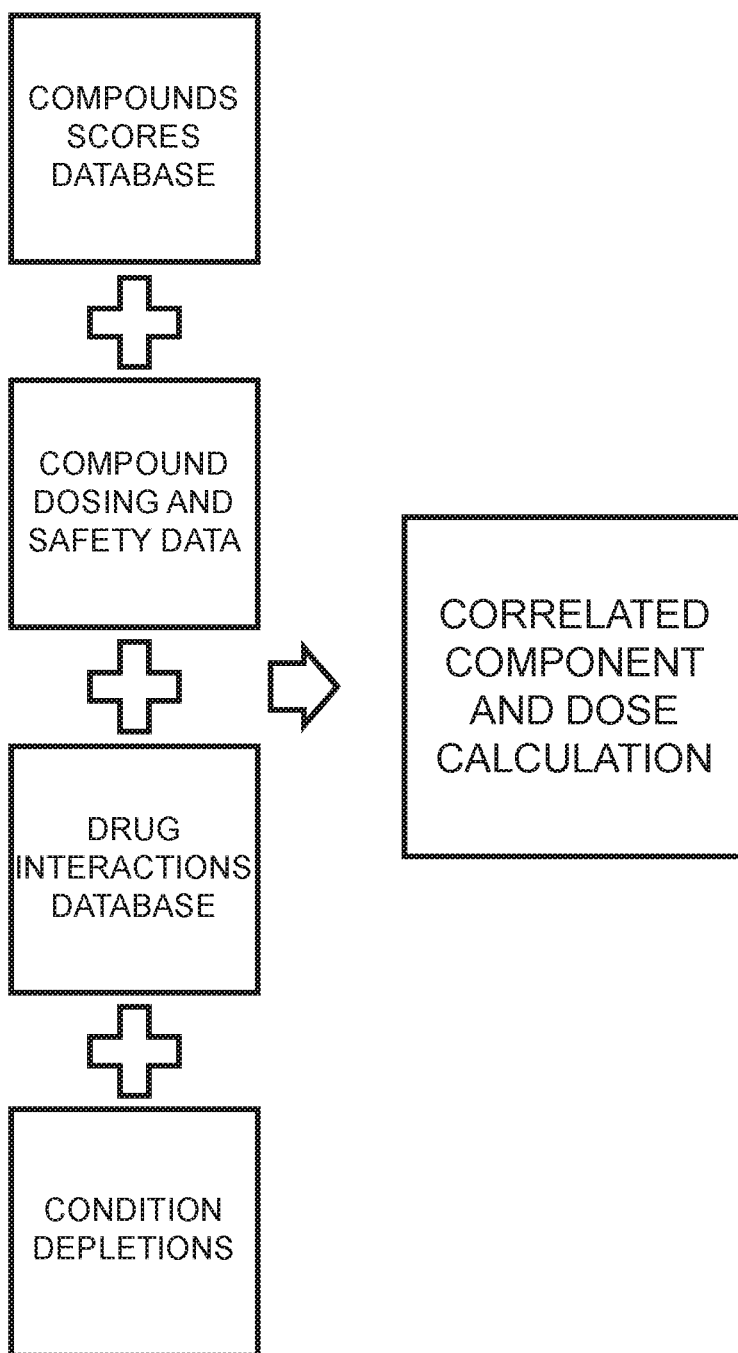 COMPOUNDS
SCORES
DATABASE
COMPOUND
DOSING AND
SAFETY DATA
DRUG
INTERACTIONS
DATABASE
CONDITION
DEPLETIONS
CORRELATED
COMPONENT
AND DOSE
CALCULATION